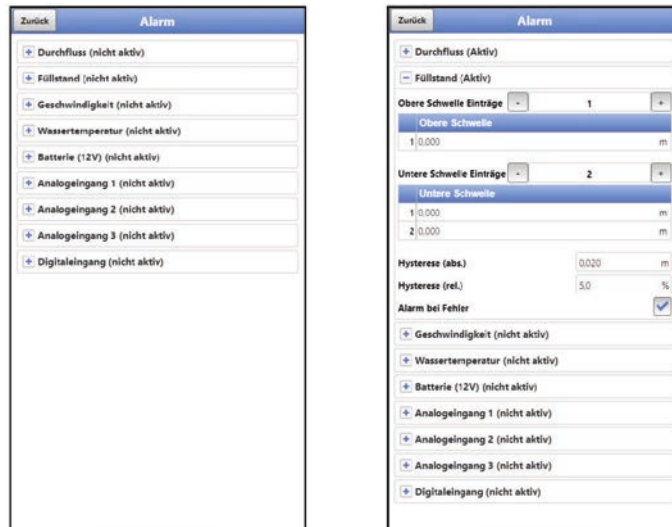 Zurück Alarm
+ Durchfluss (nicht aktiv)
+ Füllstand (nicht aktiv)
+ Geschwindigkeit (nicht aktiv)
+ Wassertemperatur (nicht aktiv)
+ Batterie (12V) (nicht aktiv)
+ Analogeingang 1 (nicht aktiv)
+ Analogeingang 2 (nicht aktiv)
+ Analogeingang 3 (nicht aktiv)
+ Digitaleingang (nicht aktiv)
Zurück Alarm
+ Durchfluss (Aktiv)
− Füllstand (Aktiv)
Obere Schwelle Einträge - 1 +
Obere Schwelle
1 0,000 m
Untere Schwelle Einträge - 2 +
Untere Schwelle
1 0,000 m
2 0,000 m
Hysterese (abs.) 0,020 m
Hysterese (rel.) 5,0 %
Alarm bei Fehler
+ Geschwindigkeit (nicht aktiv)
+ Wassertemperatur (nicht aktiv)
+ Batterie (12V) (nicht aktiv)
+ Analogeingang 1 (nicht aktiv)
+ Analogeingang 2 (nicht aktiv)
+ Analogeingang 3 (nicht aktiv)
+ Digitaleingang (nicht aktiv)